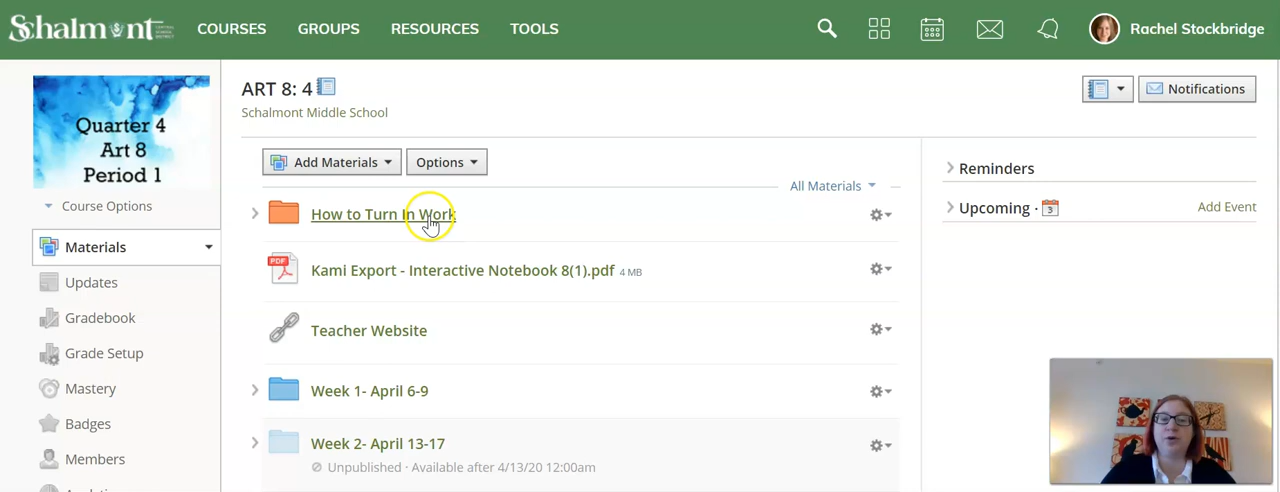 Schalmont
COURSES
GROUPS
RESOURCES
TOOLS
Rachel Stockbridge
Quarter 4
Art 8
Period 1
Course Options
Materials
Updates
Gradebook
Grade Setup
Mastery
Badges
Members
ART 8: 4
Schalmont Middle School
Notifications
Add Materials
Options
All Materials
How to Turn In Work
PDF
Kami Export - Interactive Notebook 8(1).pdf 4 MB
Teacher Website
Week 1- April 6-9
Week 2- April 13-17
Unpublished · Available after 4/13/20 12:00am
Reminders
Upcoming · 3
Add Event